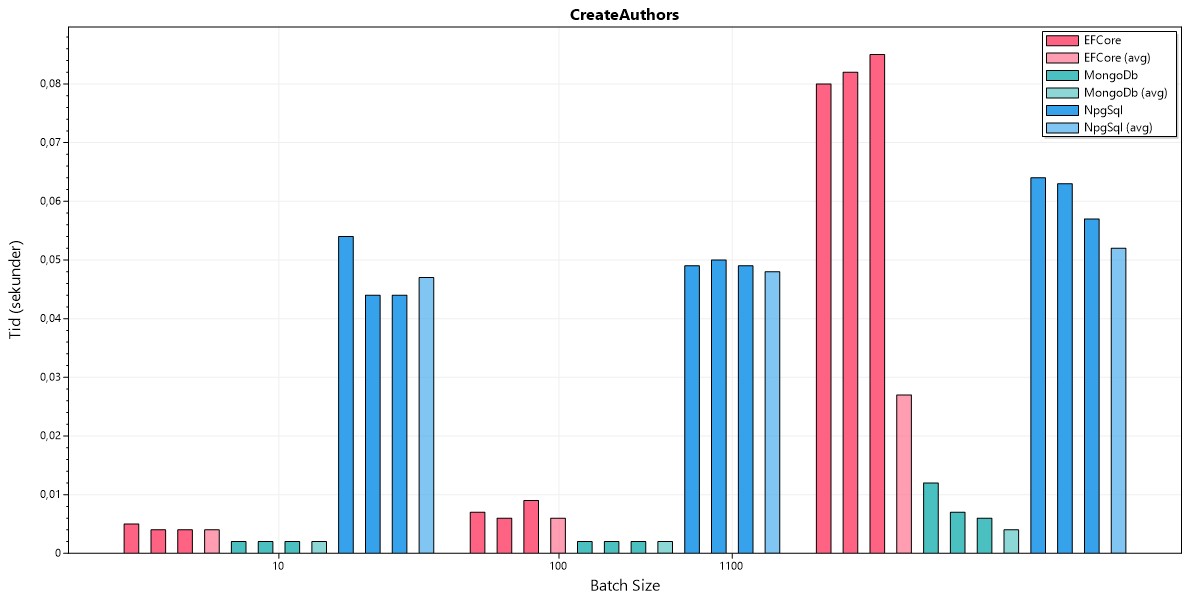 CreateAuthors
EFCore
EFCore (avg)
MongoDb
MongoDb (avg)
NpgSql
NpgSql (avg)
Tid (sekunder)
0,08
0,07
0,06
0,05
0,04
0,03
0,02
0,01
0
10
100
1100
Batch Size